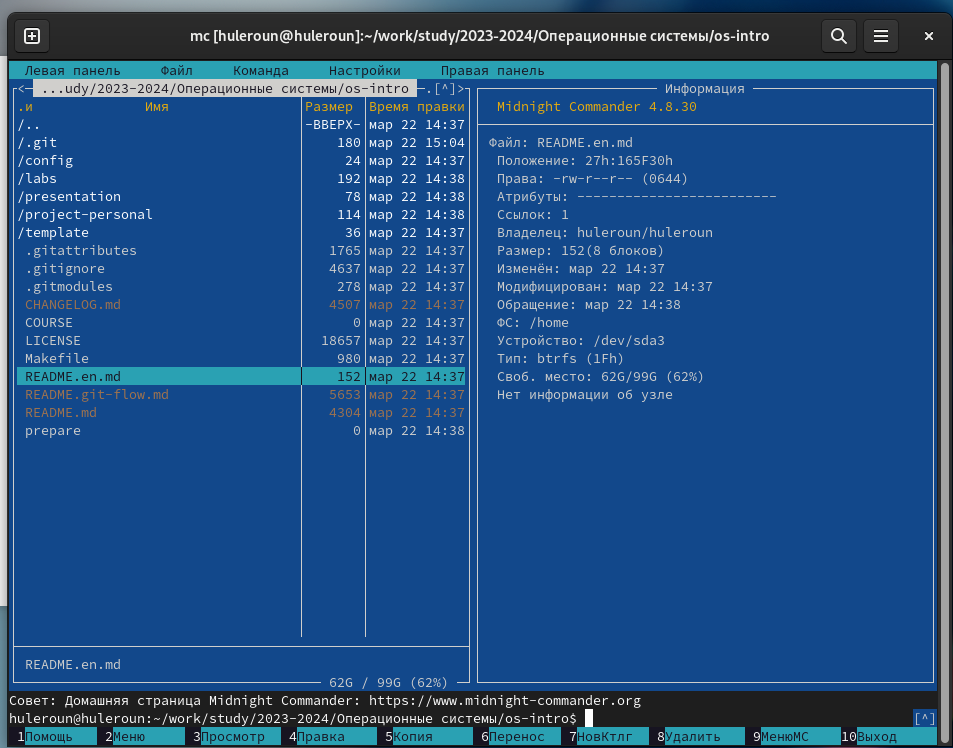 mc [huleroun@huleroun]:~/work/study/2023-2024/Операционные системы/os-intro
Левая панель Файл Команда Настройки Правая панель
<─ ...udy/2023-2024/Операционные системы/os-intro ─.[^]>
.и Имя Размер Время правки
/.. -ВВЕРХ- мар 22 14:37
/.git 180 мар 22 15:04
/config 24 мар 22 14:37
/labs 192 мар 22 14:38
/presentation 78 мар 22 14:38
/project-personal 114 мар 22 14:38
/template 36 мар 22 14:37
.gitattributes 1765 мар 22 14:37
.gitignore 4637 мар 22 14:37
.gitmodules 278 мар 22 14:37
CHANGELOG.md 4507 мар 22 14:37
COURSE 0 мар 22 14:37
LICENSE 18657 мар 22 14:37
Makefile 980 мар 22 14:37
README.en.md 152 мар 22 14:37
README.git-flow.md 5653 мар 22 14:37
README.md 4304 мар 22 14:37
prepare 0 мар 22 14:38
README.en.md
62G / 99G (62%)
Информация
Midnight Commander 4.8.30
Файл: README.en.md
Положение: 27h:165F30h
Права: -rw-r--r-- (0644)
Атрибуты: -------------------------
Ссылок: 1
Владелец: huleroun/huleroun
Размер: 152(8 блоков)
Изменён: мар 22 14:37
Модифицирован: мар 22 14:37
Обращение: мар 22 14:38
ФС: /home
Устройство: /dev/sda3
Тип: btrfs (1Fh)
Своб. место: 62G/99G (62%)
Нет информации об узле
Совет: Домашняя страница Midnight Commander: https://www.midnight-commander.org
huleroun@huleroun:~/work/study/2023-2024/Операционные системы/os-intro$ [^]
1Помощь 2Меню 3Просмотр 4Правка 5Копия 6Перенос 7НовКтлг 8Удалить 9МенюМС 10Выход